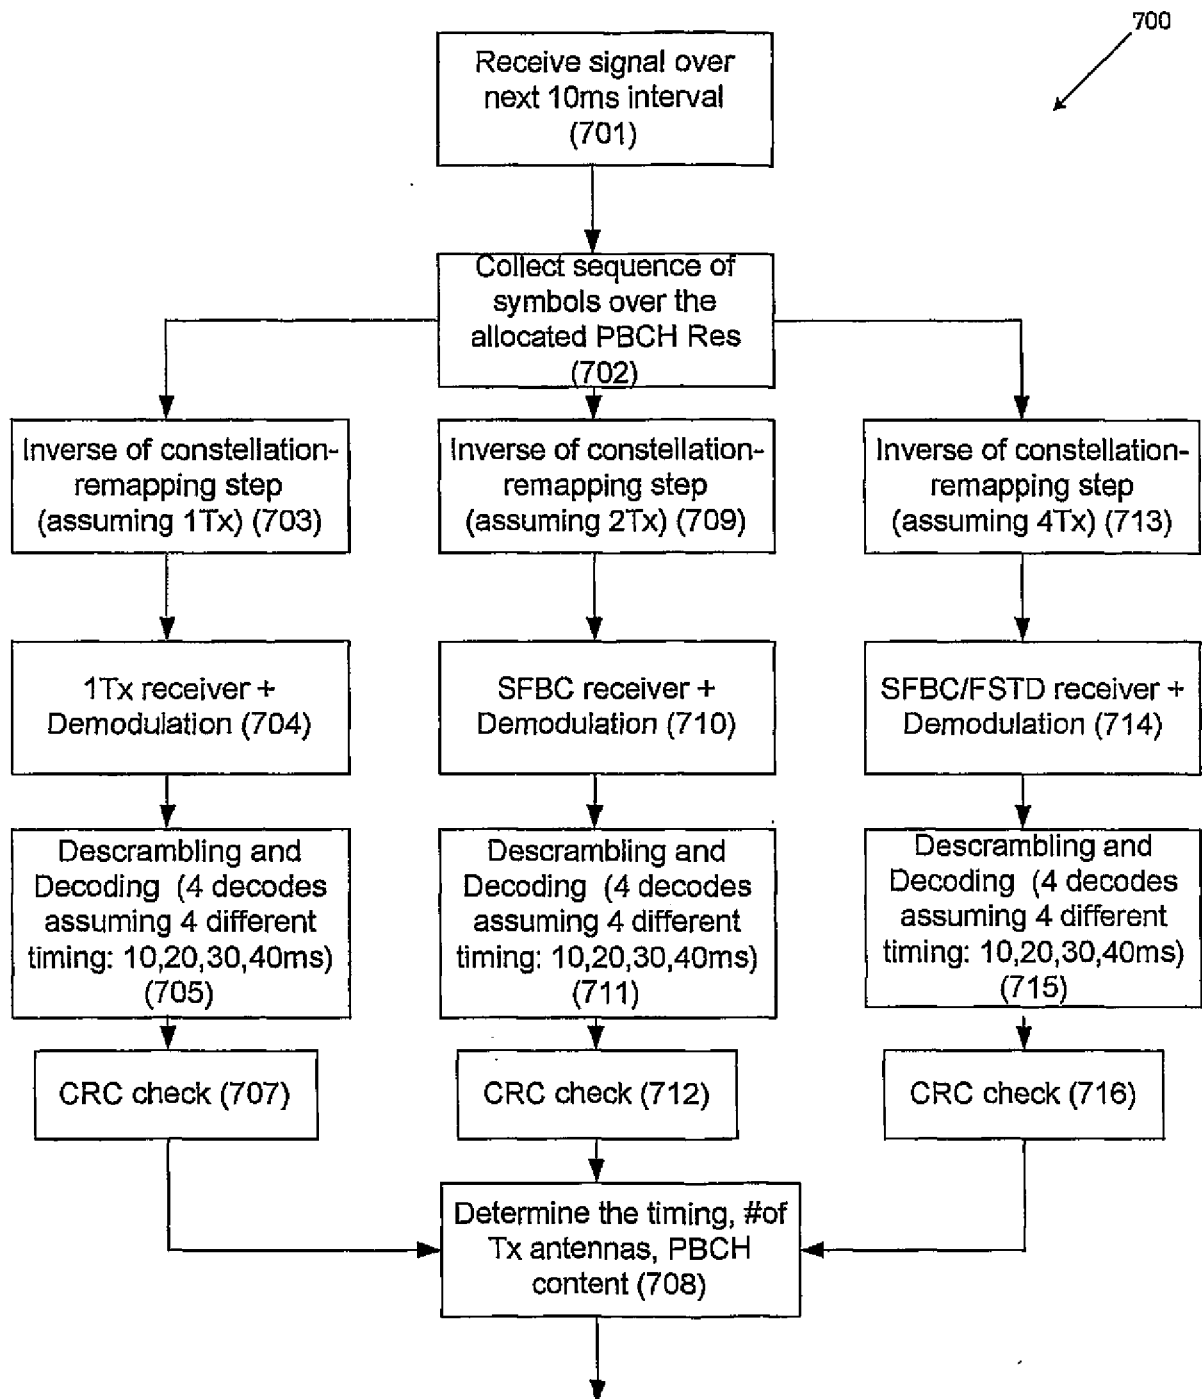 700
Receive signal over
next 10ms interval
(701)
Collect sequence of
symbols over the
allocated PBCH Res
(702)
Inverse of constellation-
remapping step
(assuming 1Tx) (703)
Inverse of constellation-
remapping step
(assuming 2Tx) (709)
Inverse of constellation-
remapping step
(assuming 4Tx) (713)
1Tx receiver +
Demodulation (704)
SFBC receiver +
Demodulation (710)
SFBC/FSTD receiver +
Demodulation (714)
Descrambling and
Decoding (4 decodes
assuming 4 different
timing: 10,20,30,40ms)
(705)
Descrambling and
Decoding (4 decodes
assuming 4 different
timing: 10,20,30,40ms)
(711)
Descrambling and
Decoding (4 decodes
assuming 4 different
timing: 10,20,30,40ms)
(715)
CRC check (707)
CRC check (712)
CRC check (716)
Determine the timing, #of
Tx antennas, PBCH
content (708)